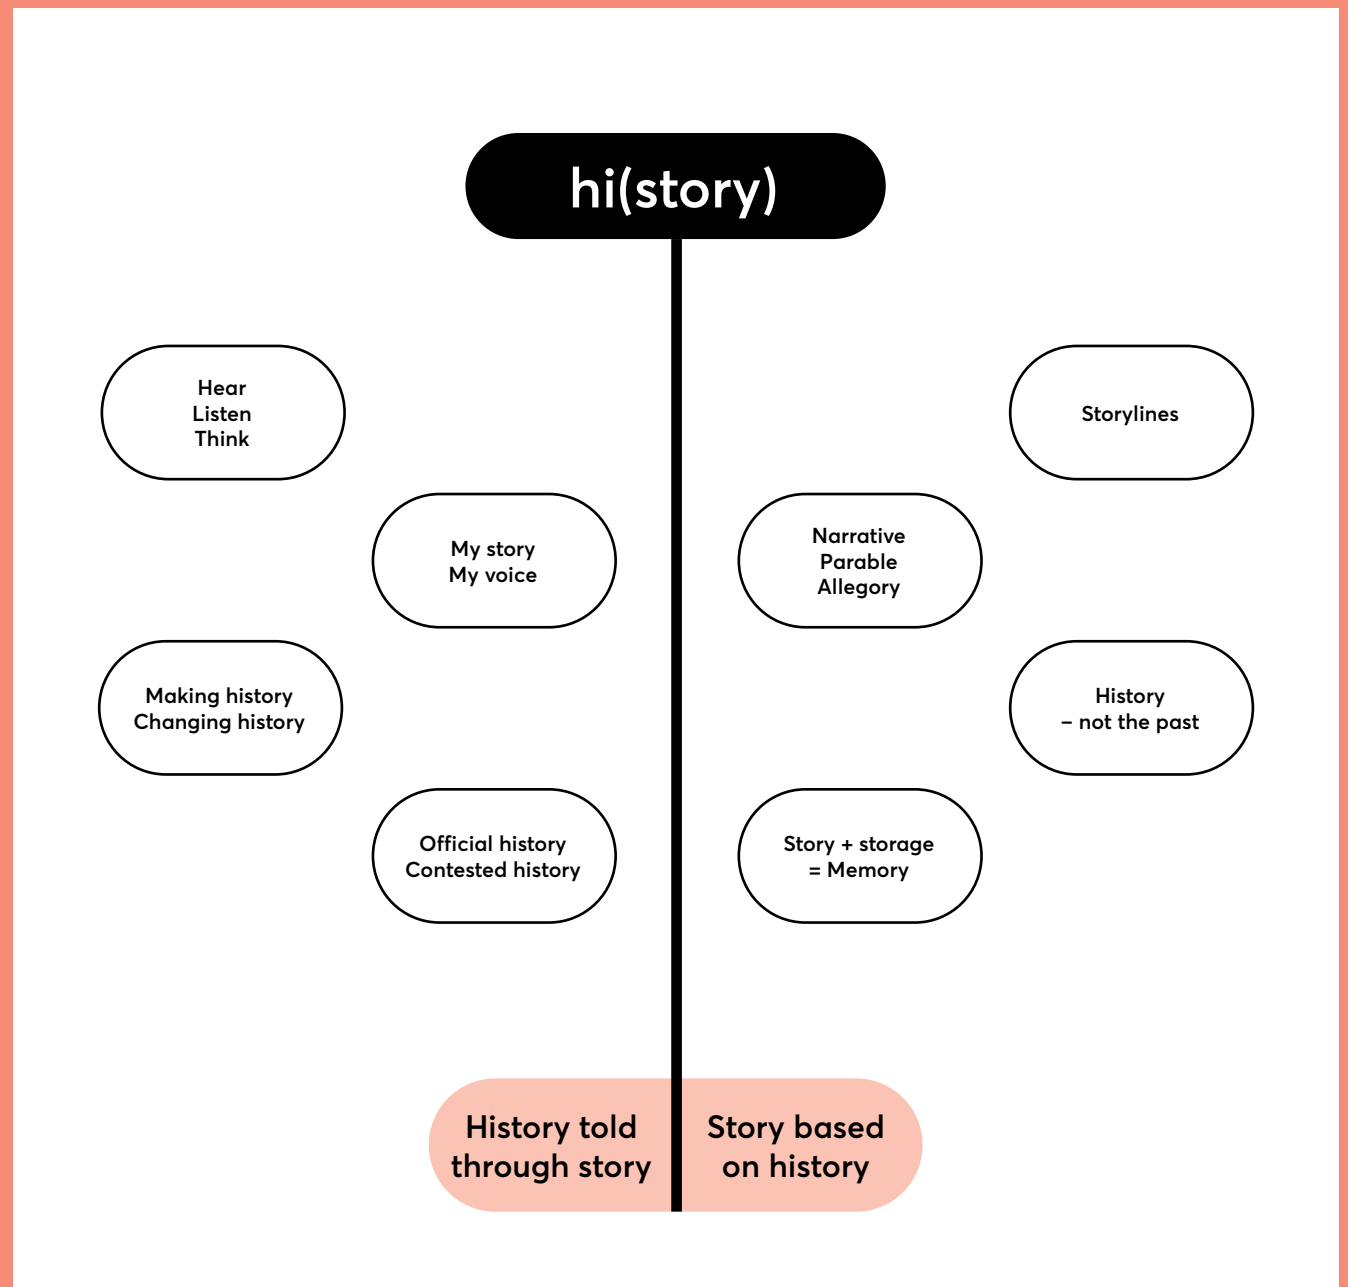 hi(story)
Hear
Listen
Think
My story
My voice
Making history
Changing history
Official history
Contested history
Storylines
Narrative
Parable
Allegory
History
– not the past
Story + storage
= Memory
History told
through story
Story based
on history